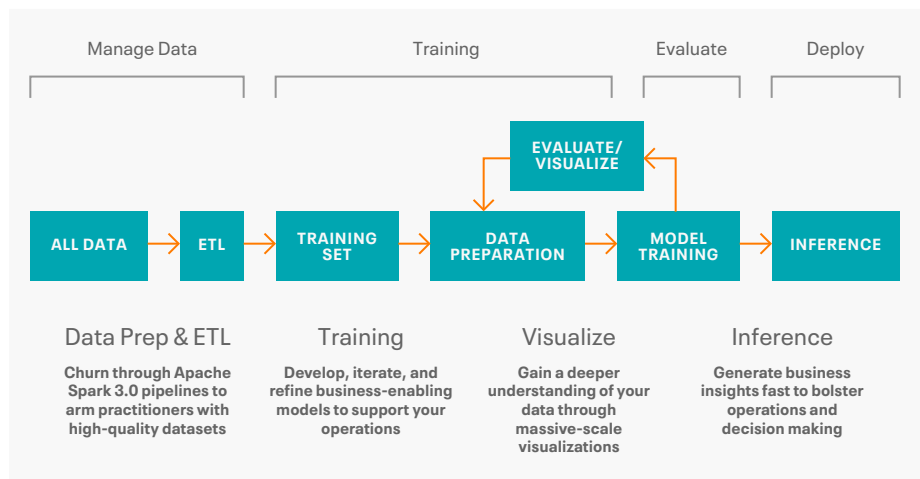 Manage Data
Training
Evaluate
Deploy
EVALUATE/
VISUALIZE
ALL DATA
ETL
TRAINING
SET
DATA
PREPARATION
MODEL
TRAINING
INFERENCE
Data Prep & ETL
Churn through Apache
Spark 3.0 pipelines to
arm practitioners with
high-quality datasets
Training
Develop, iterate, and
refine business-enabling
models to support your
operations
Visualize
Gain a deeper
understanding of your
data through
massive-scale
visualizations
Inference
Generate business
insights fast to bolster
operations and
decision making